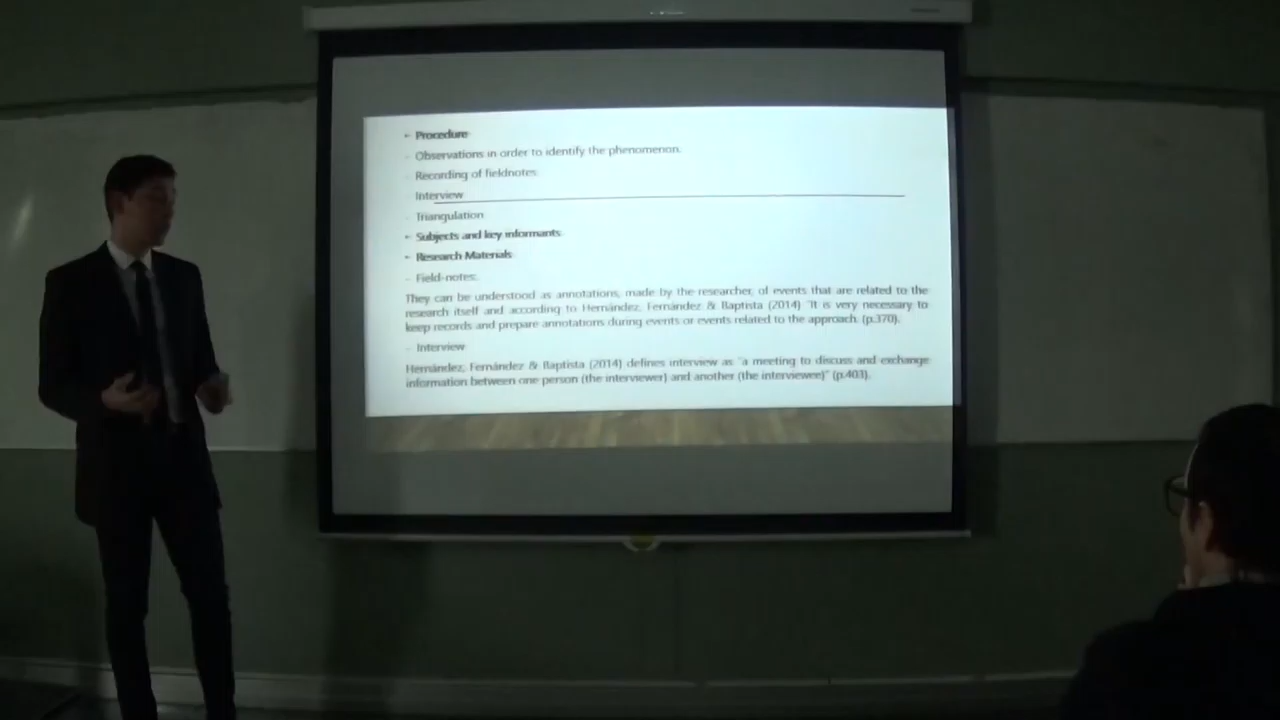 Procedure
- Observations in order to identify the phenomenon.
- Recording of fieldnotes
Interview
- Triangulation
Subjects and key informants
Research Materials
- Field-notes:
They can be understood as annotations, made by the researcher, of events that are related to the
research itself and according to Hernández, Fernández & Baptista (2014) "It is very necessary to
keep records and prepare annotations during events or events related to the approach. (p.370).
- Interview
Hernández, Fernández & Baptista (2014) defines interview as "a meeting to discuss and exchange
information between one person (the interviewer) and another (the interviewee)" (p.403).